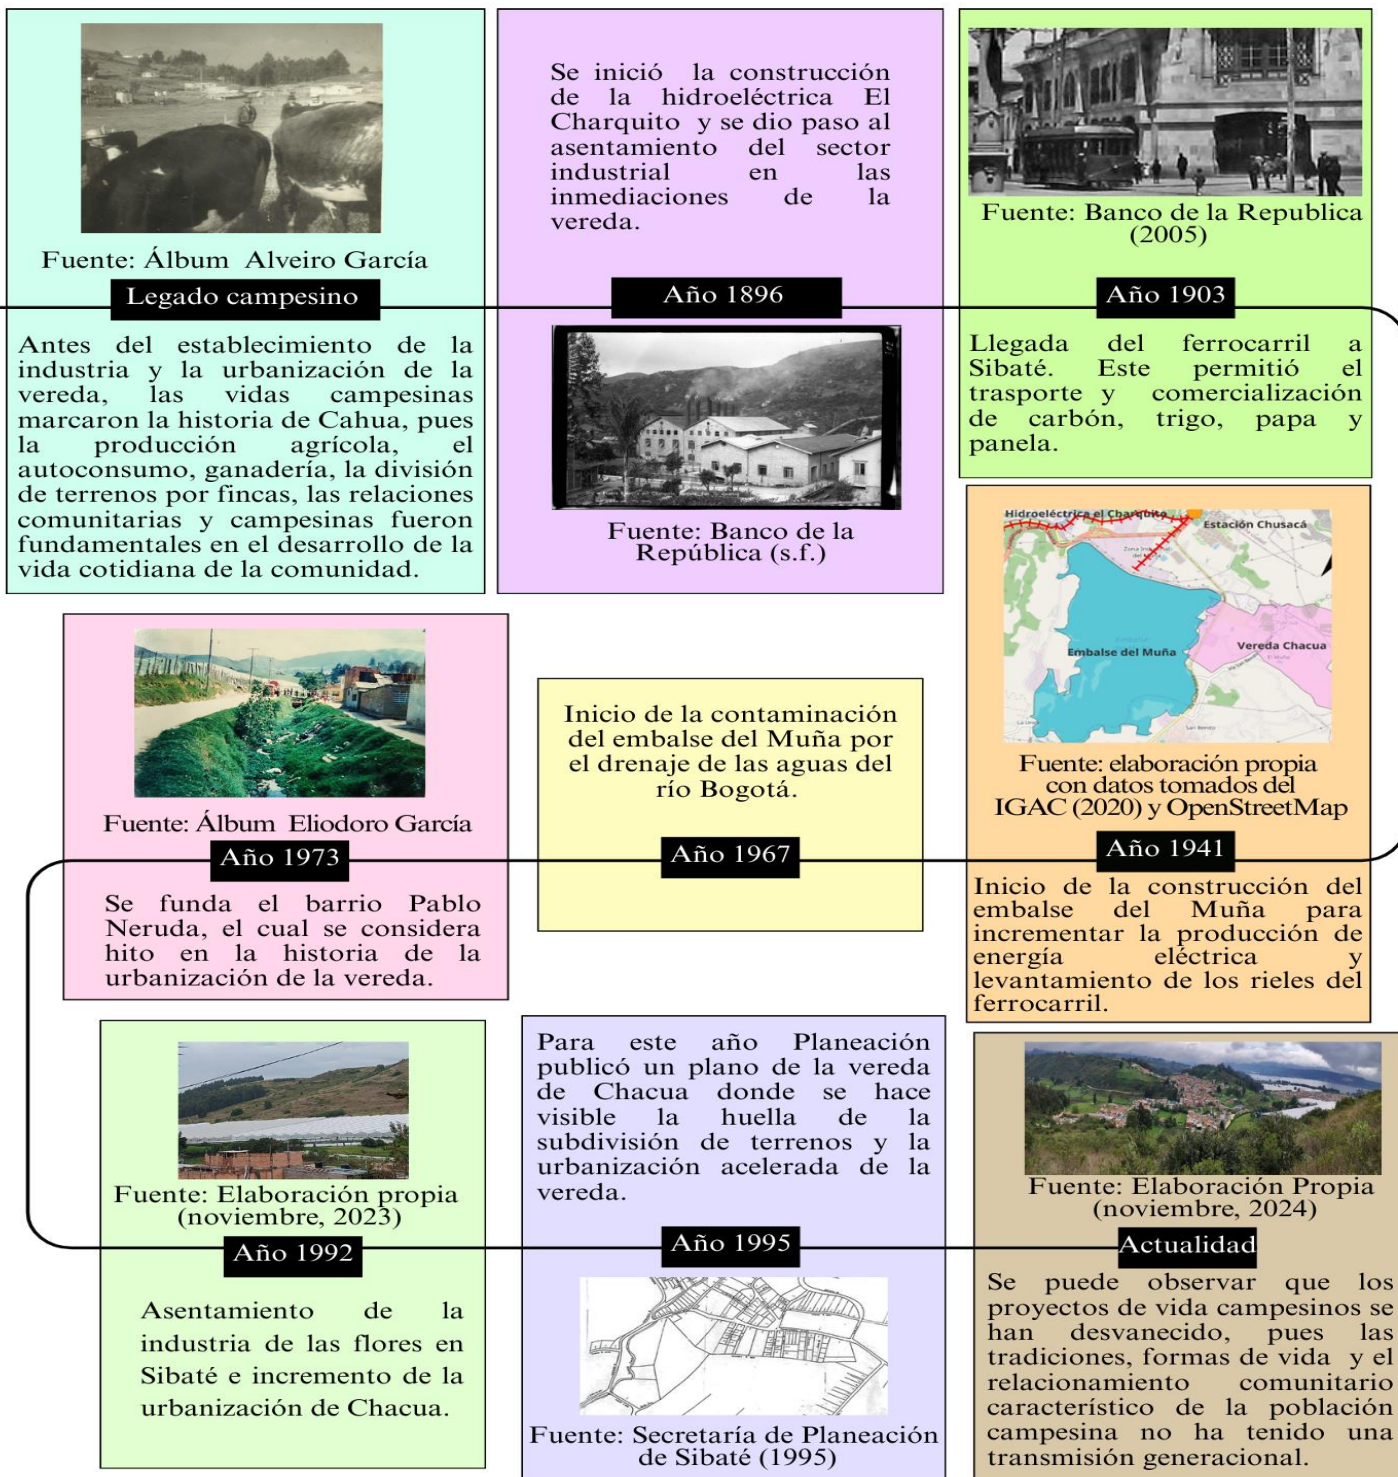 Fuente: Álbum Alveiro García
Legado campesino
Antes del establecimiento de la
industria y la urbanización de la
vereda, las vidas campesinas
marcaron la historia de Cahua, pues
la producción agrícola, el
autoconsumo, ganadería, la división
de terrenos por fincas, las relaciones
comunitarias y campesinas fueron
fundamentales en el desarrollo de la
vida cotidiana de la comunidad.
Se inició la construcción
de la hidroeléctrica El
Charquito y se dio paso al
asentamiento del sector
industrial en las
inmediaciones de la
vereda.
Año 1896
Fuente: Banco de la
República (s.f.)
Fuente: Banco de la Republica
(2005)
Año 1903
Llegada del ferrocarril a
Sibaté. Este permitió el
trasporte y comercialización
de carbón, trigo, papa y
panela.
Hidroeléctrica el Charquito
Estación Chusacá
Embalse del Muña
Vereda Chacua
San Benito
Fuente: elaboración propia
con datos tomados del
IGAC (2020) y OpenStreetMap
Año 1941
Inicio de la construcción del
embalse del Muña para
incrementar la producción de
energía eléctrica y
levantamiento de los rieles del
ferrocarril.
Inicio de la contaminación
del embalse del Muña por
el drenaje de las aguas del
río Bogotá.
Año 1967
Fuente: Álbum Eliodoro García
Año 1973
Se funda el barrio Pablo
Neruda, el cual se considera
hito en la historia de la
urbanización de la vereda.
Fuente: Elaboración propia
(noviembre, 2023)
Año 1992
Asentamiento de la
industria de las flores en
Sibaté e incremento de la
urbanización de Chacua.
Para este año Planeación
publicó un plano de la vereda
de Chacua donde se hace
visible la huella de la
subdivisión de terrenos y la
urbanización acelerada de la
vereda.
Año 1995
Fuente: Secretaría de Planeación
de Sibaté (1995)
Fuente: Elaboración Propia
(noviembre, 2024)
Actualidad
Se puede observar que los
proyectos de vida campesinos se
han desvanecido, pues las
tradiciones, formas de vida y el
relacionamiento comunitario
característico de la población
campesina no ha tenido una
transmisión generacional.